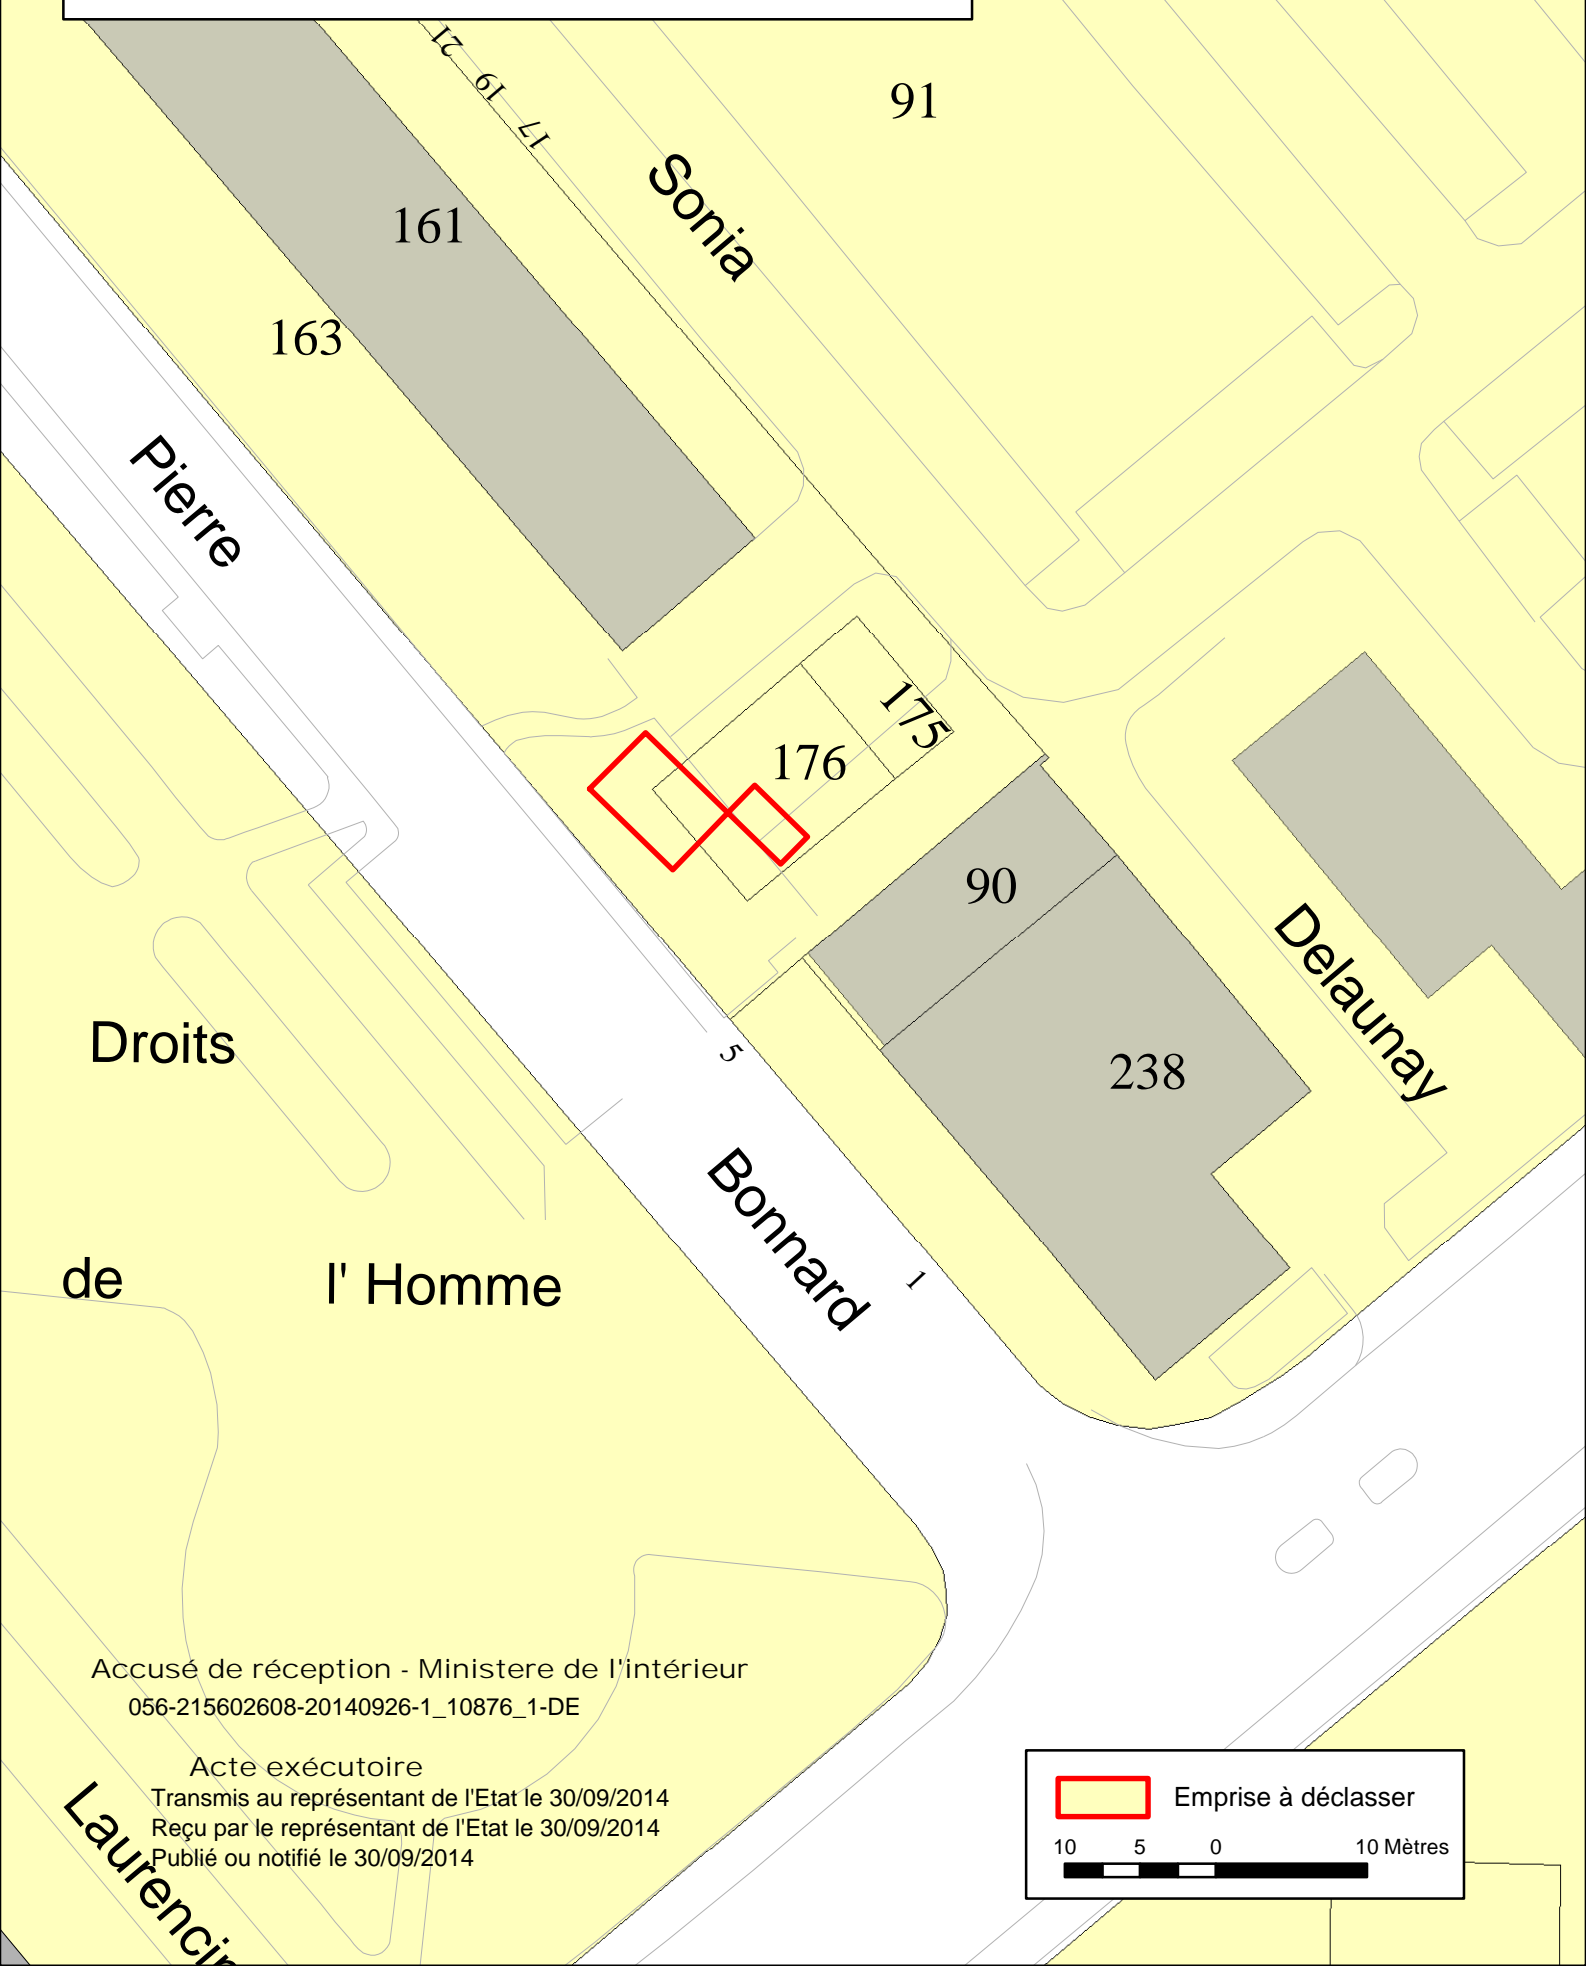 21
19
17
91
Sonia
161
163
Pierre
175
176
90
Delaunay
Droits
5
238
Bonnard
de l' Homme
1
Accusé de réception - Ministere de l'intérieur
056-215602608-20140926-1_10876_1-DE
Acte exécutoire
Transmis au représentant de l'Etat le 30/09/2014
Reçu par le représentant de l'Etat le 30/09/2014
Publié ou notifié le 30/09/2014
Laurencin
Emprise à déclasser
10 5 0 10 Mètres